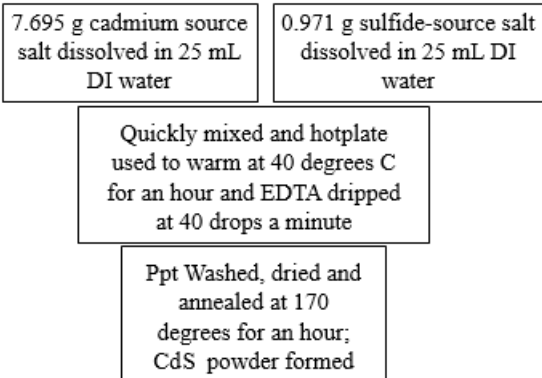 7.695 g cadmium source
salt dissolved in 25 mL
DI water
0.971 g sulfide-source salt
dissolved in 25 mL DI
water
Quickly mixed and hotplate
used to warm at 40 degrees C
for an hour and EDTA dripped
at 40 drops a minute
Ppt Washed, dried and
annealed at 170
degrees for an hour;
CdS powder formed